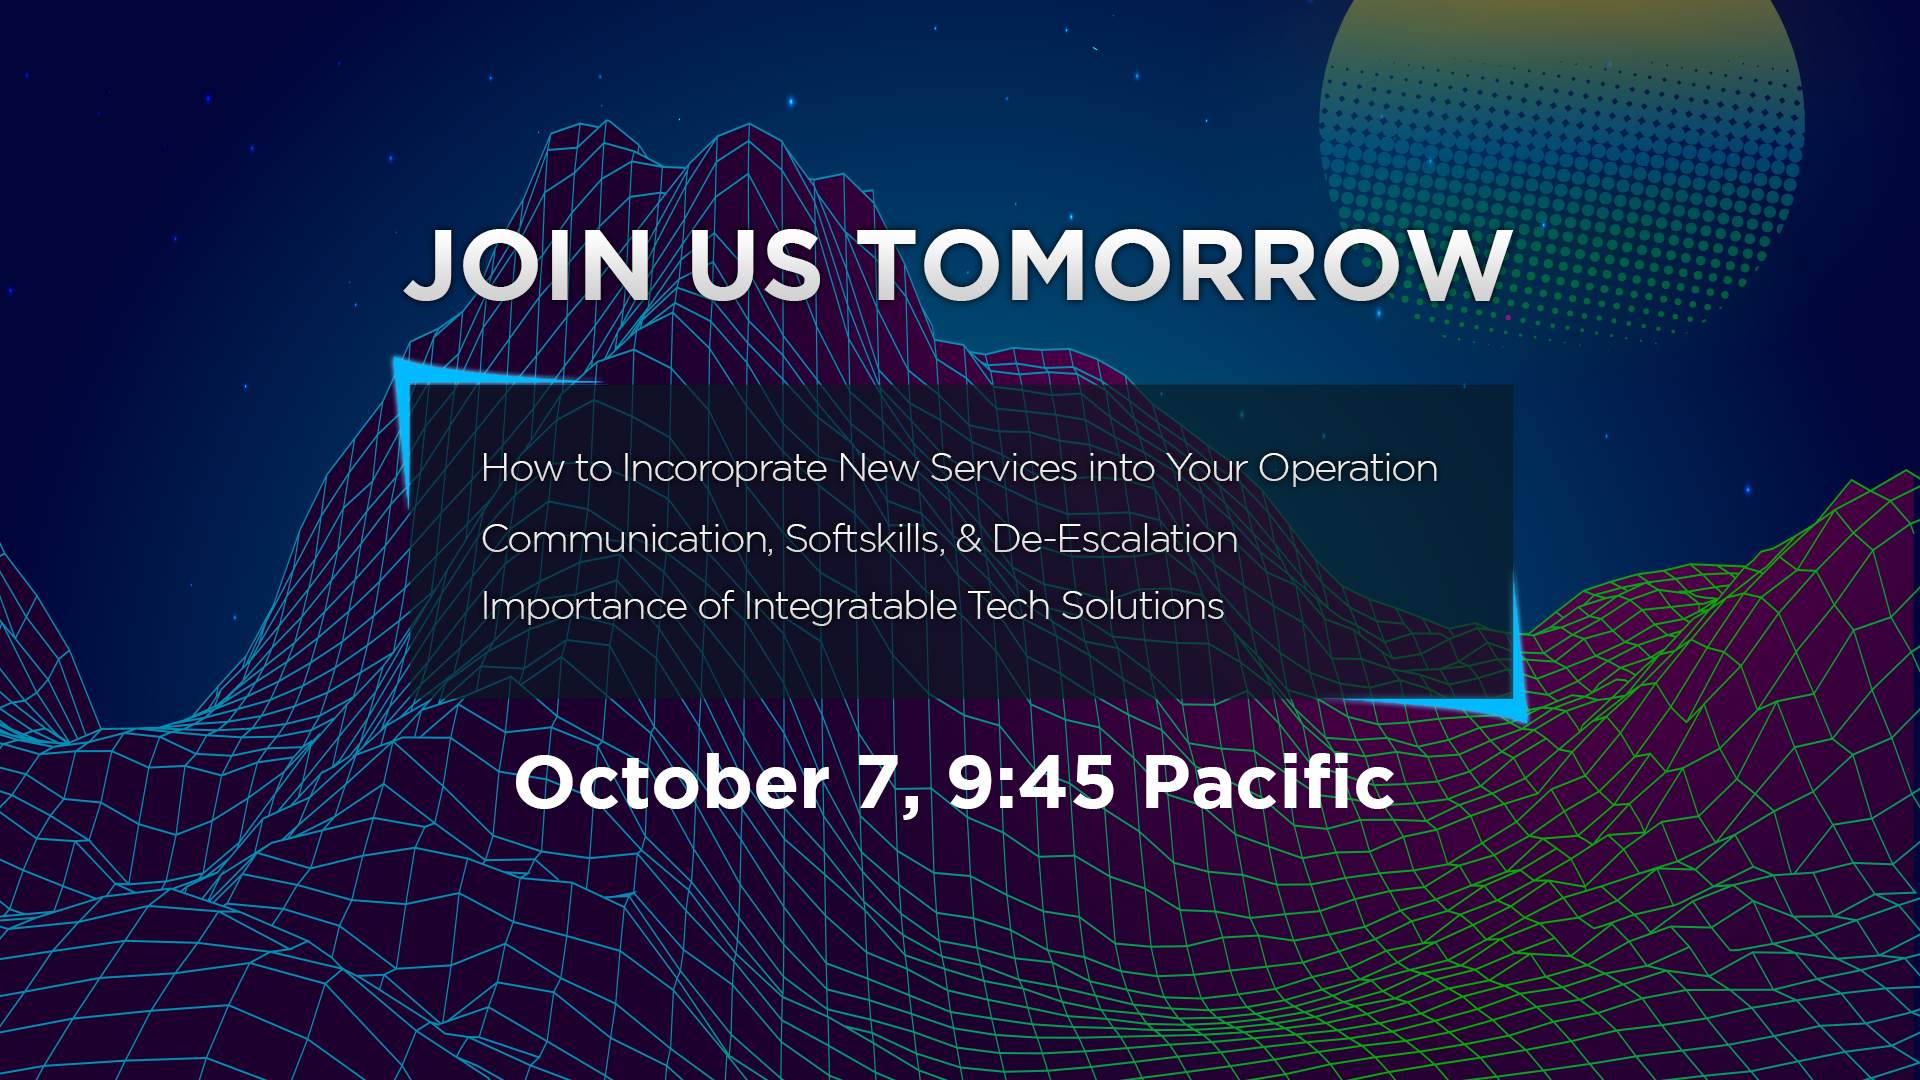 JOIN US TOMORROW
How to Incoroprate New Services into Your Operation
Communication, Softskills, & De-Escalation
Importance of Integratable Tech Solutions
October 7, 9:45 Pacific